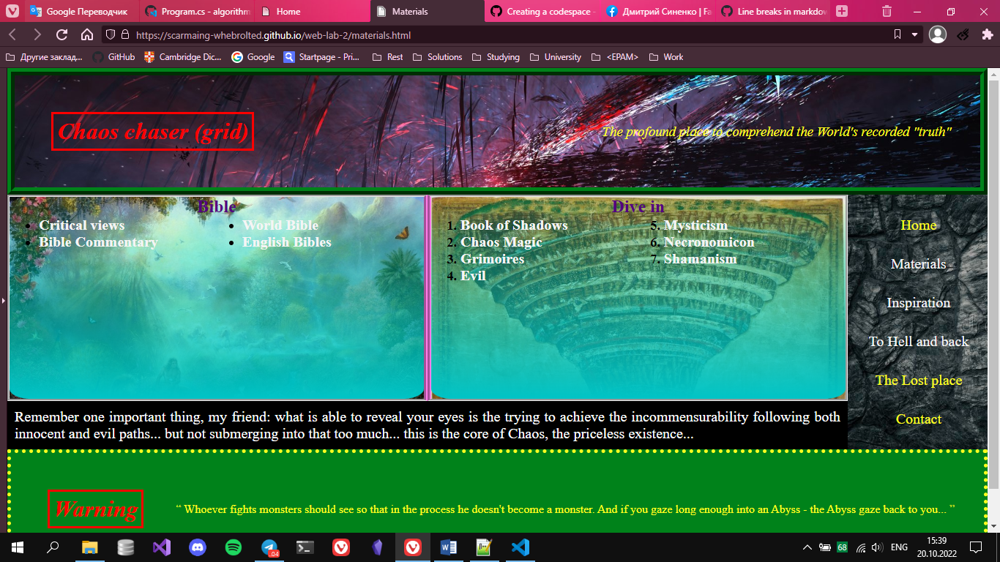 Google Переводчик
Program.cs - algorithm
Home
Materials
Creating a codespace -
Дмитрий Синенко | Fa
Line breaks in markdow
https://scarmaing-whebrolted.github.io/web-lab-2/materials.html
Другие заклад...
GitHub
Cambridge Dic...
Google
Startpage - Pri...
Rest
Solutions
Studying
University
<EPAM>
Work
Chaos chaser (grid)
The profound place to comprehend the World's recorded "truth"
Bible
Critical views
Bible Commentary
World Bible
English Bibles
Dive in
1. Book of Shadows
2. Chaos Magic
3. Grimoires
4. Evil
5. Mysticism
6. Necronomicon
7. Shamanism
Home
Materials
Inspiration
To Hell and back
The Lost place
Contact
Remember one important thing, my friend: what is able to reveal your eyes is the trying to achieve the incommensurability following both
innocent and evil paths... but not submerging into that too much... this is the core of Chaos, the priceless existence...
Warning
“ Whoever fights monsters should see so that in the process he doesn't become a monster. And if you gaze long enough into an Abyss - the Abyss gaze back to you... ”
.04
68
ENG
15:39
20.10.2022